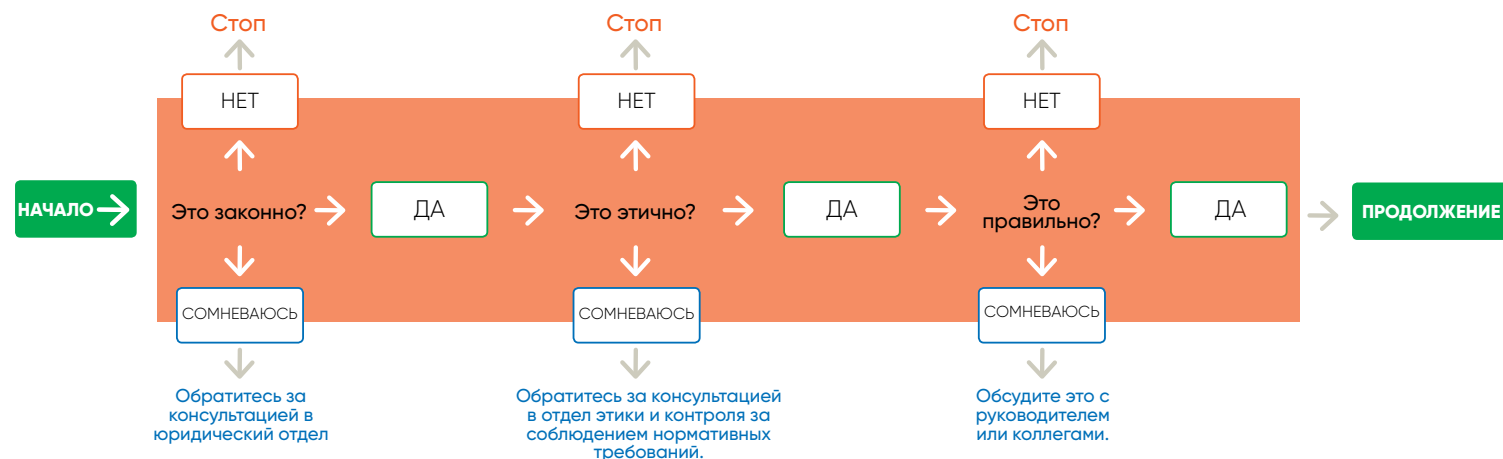 Стоп
Стоп
Стоп
НЕТ
НЕТ
НЕТ
НАЧАЛО
Это законно?
ДА
Это этично?
ДА
Это
правильно?
ДА
ПРОДОЛЖЕНИЕ
СОМНЕВАЮСЬ
СОМНЕВАЮСЬ
СОМНЕВАЮСЬ
Обратитесь за
консультацией в
юридический отдел
Обратитесь за консультацией
в отдел этики и контроля за
соблюдением нормативных
требований.
Обсудите это с
руководителем
или коллегами.